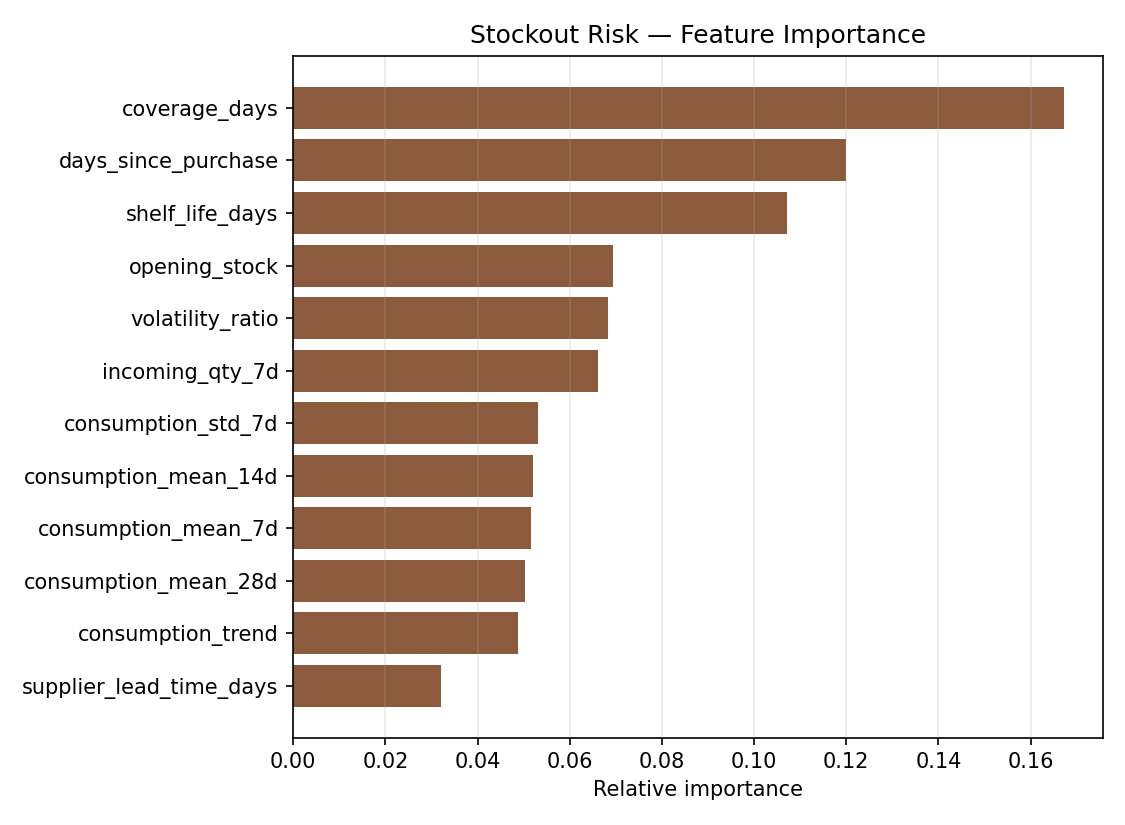 Stockout Risk — Feature Importance
coverage_days
days_since_purchase
shelf_life_days
opening_stock
volatility_ratio
incoming_qty_7d
consumption_std_7d
consumption_mean_14d
consumption_mean_7d
consumption_mean_28d
consumption_trend
supplier_lead_time_days
0.00 0.02 0.04 0.06 0.08 0.10 0.12 0.14 0.16
Relative importance